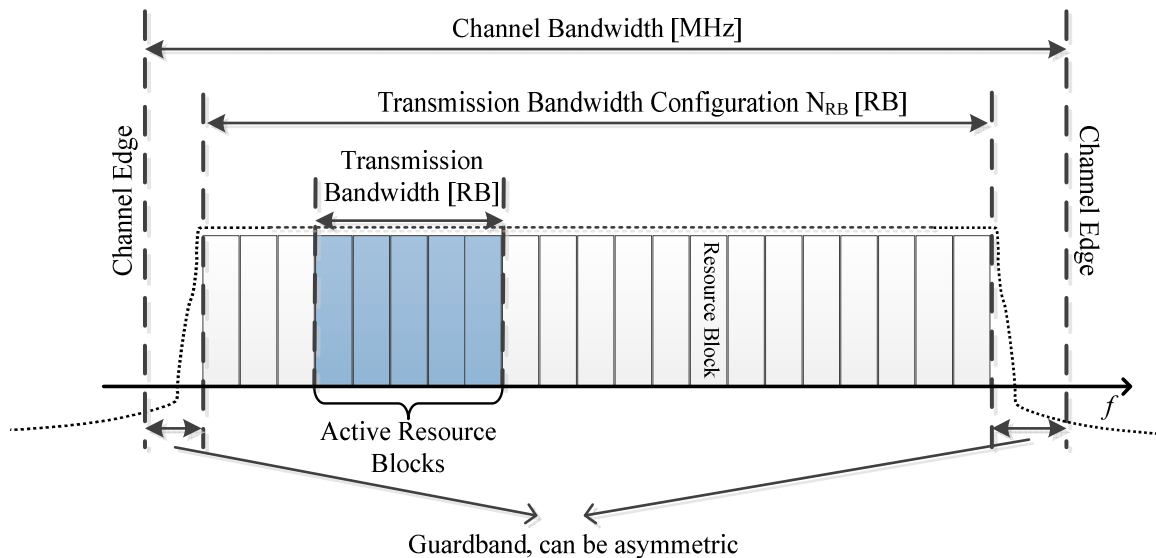 Channel Bandwidth [MHz]
Transmission Bandwidth Configuration NRB [RB]
Transmission
Bandwidth [RB]
Channel Edge
Channel Edge
Resource Block
f
Active Resource
Blocks
Guardband, can be asymmetric